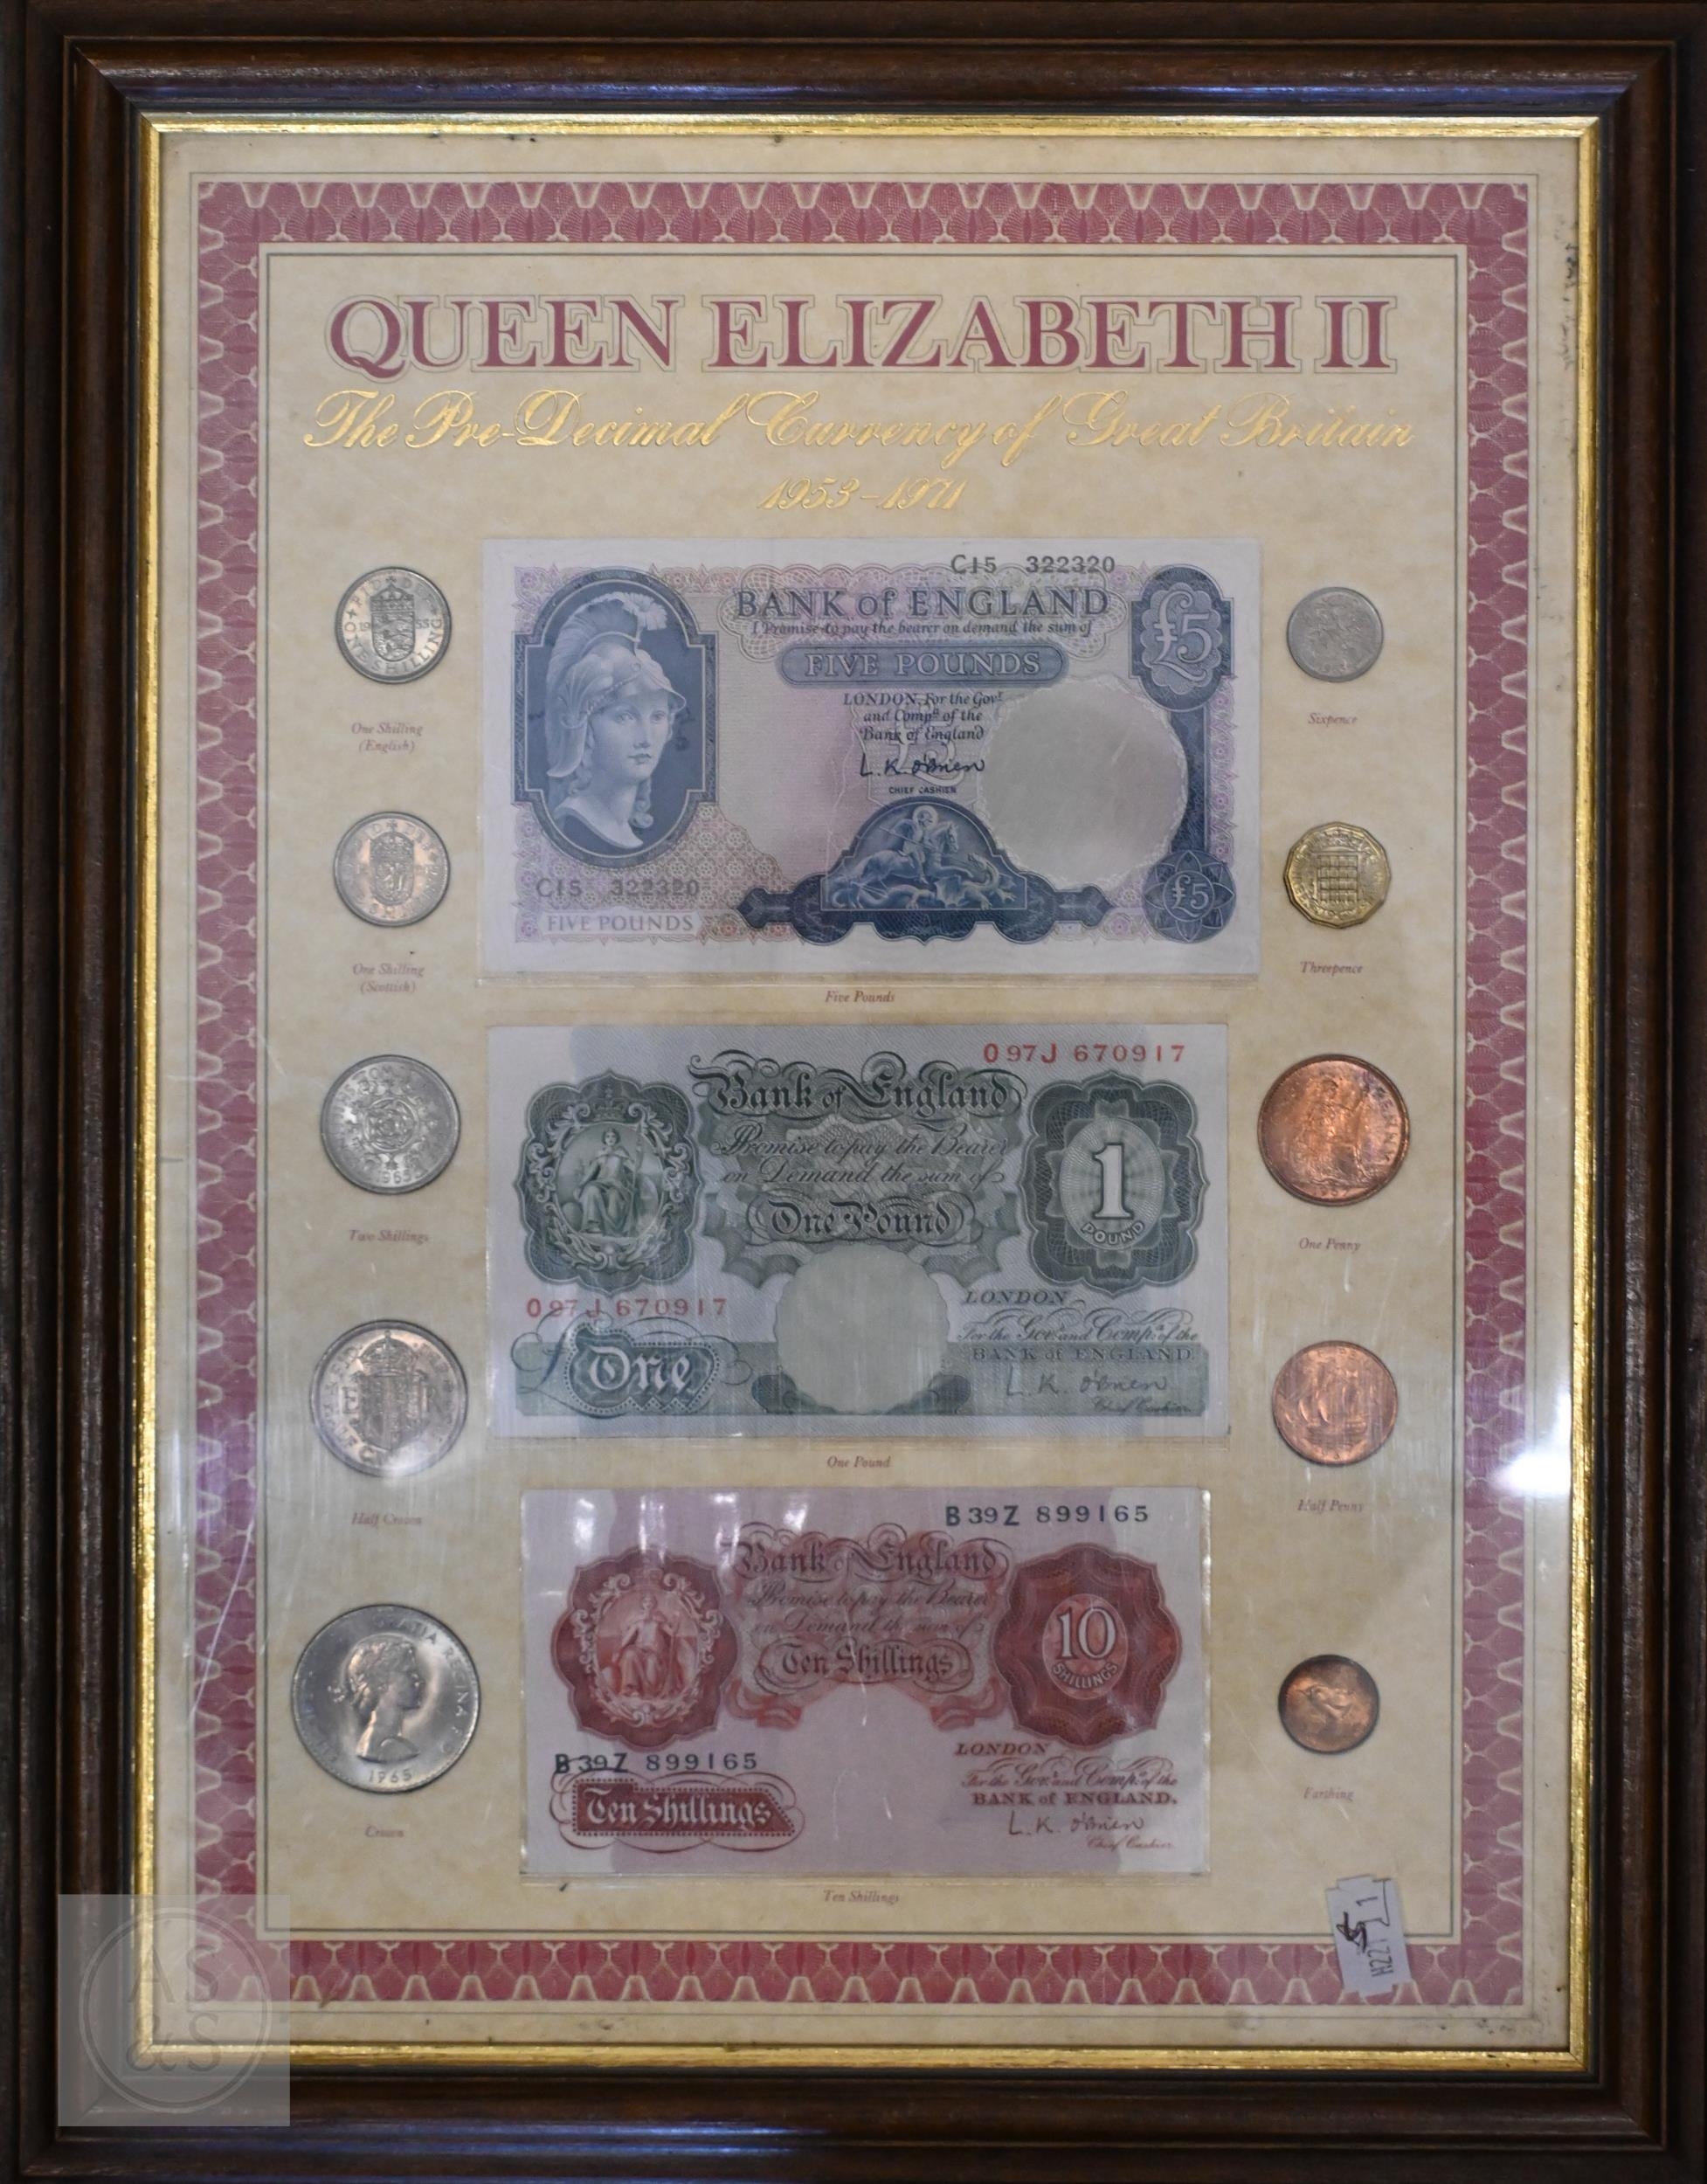 QUEEN ELIZABETH II
The Pre-Decimal Currency of Great Britain
1953-1971
ONE SHILLING
One Shilling
(English)
One Shilling
(Scottish)
Two Shillings
Half Crown
1965
Crown
C15 322320
BANK of ENGLAND
I Promise to pay the bearer on demand the sum of
FIVE POUNDS
£5
LONDON, For the Govr
and Compa of the
Bank of England
L.K. O'Brien
CHIEF CASHIER
C15 322320
FIVE POUNDS
£5
Five Pounds
O97J 670917
Bank of England
Promise to pay the Bearer
on Demand the sum of
One Pound
1
POUND
O97J 670917
One
LONDON
For the Govr. and Compa. of the
BANK of ENGLAND.
L.K. O'Brien
Chief Cashier.
One Pound
B39Z 899165
Bank of England
Promise to pay the Bearer
on Demand the sum of
Ten Shillings
10
SHILLINGS
B39Z 899165
Ten Shillings
LONDON
For the Govr. and Compa. of the
BANK of ENGLAND.
L.K. O'Brien
Chief Cashier.
Ten Shillings
Sixpence
Threepence
One Penny
Half Penny
Farthing
AS
&S